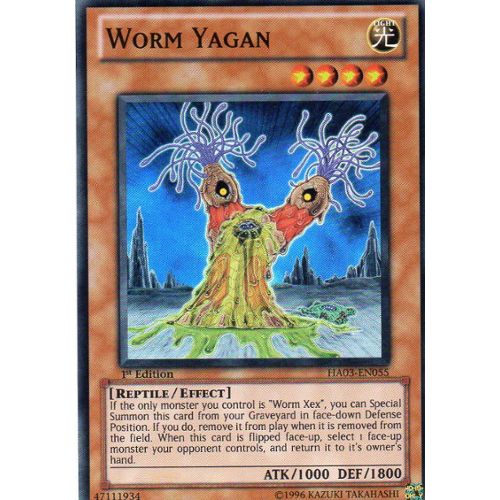 WORM YAGAN
LIGHT
光
1st Edition
HA03-EN055
[REPTILE/EFFECT]
If the only monster you control is "Worm Xex", you can Special
Summon this card from your Graveyard in face-down Defense
Position. If you do, remove it from play when it is removed from
the field. When this card is flipped face-up, select 1 face-up
monster your opponent controls, and return it to it's owner's
hand.
ATK/1000 DEF/1800
47111934
©1996 KAZUKI TAKAHASHI